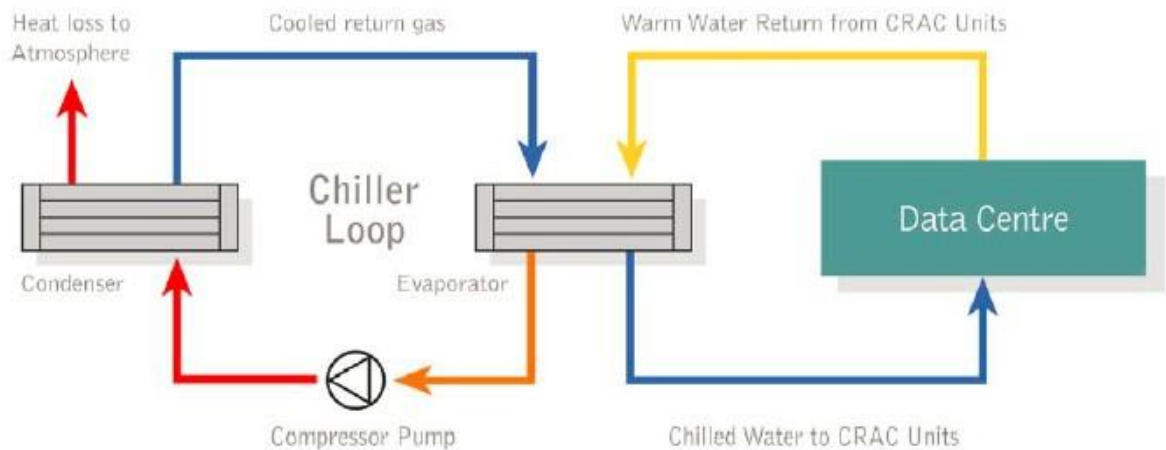 Heat loss to
Atmosphere
Cooled return gas
Warm Water Return from CRAC Units
Chiller
Loop
Data Centre
Condenser
Evaporator
Compressor Pump
Chilled Water to CRAC Units